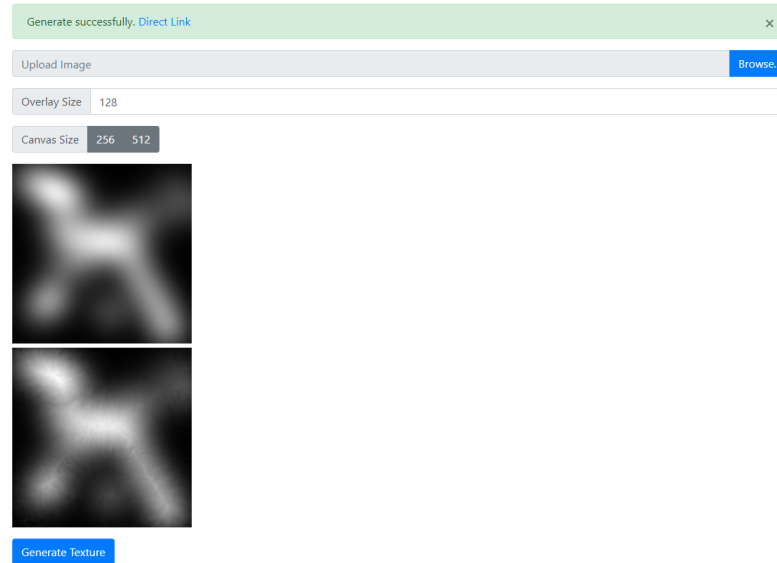 Generate successfully. Direct Link ×
Upload Image Browse.
Overlay Size 128
Canvas Size 256 512
Generate Texture